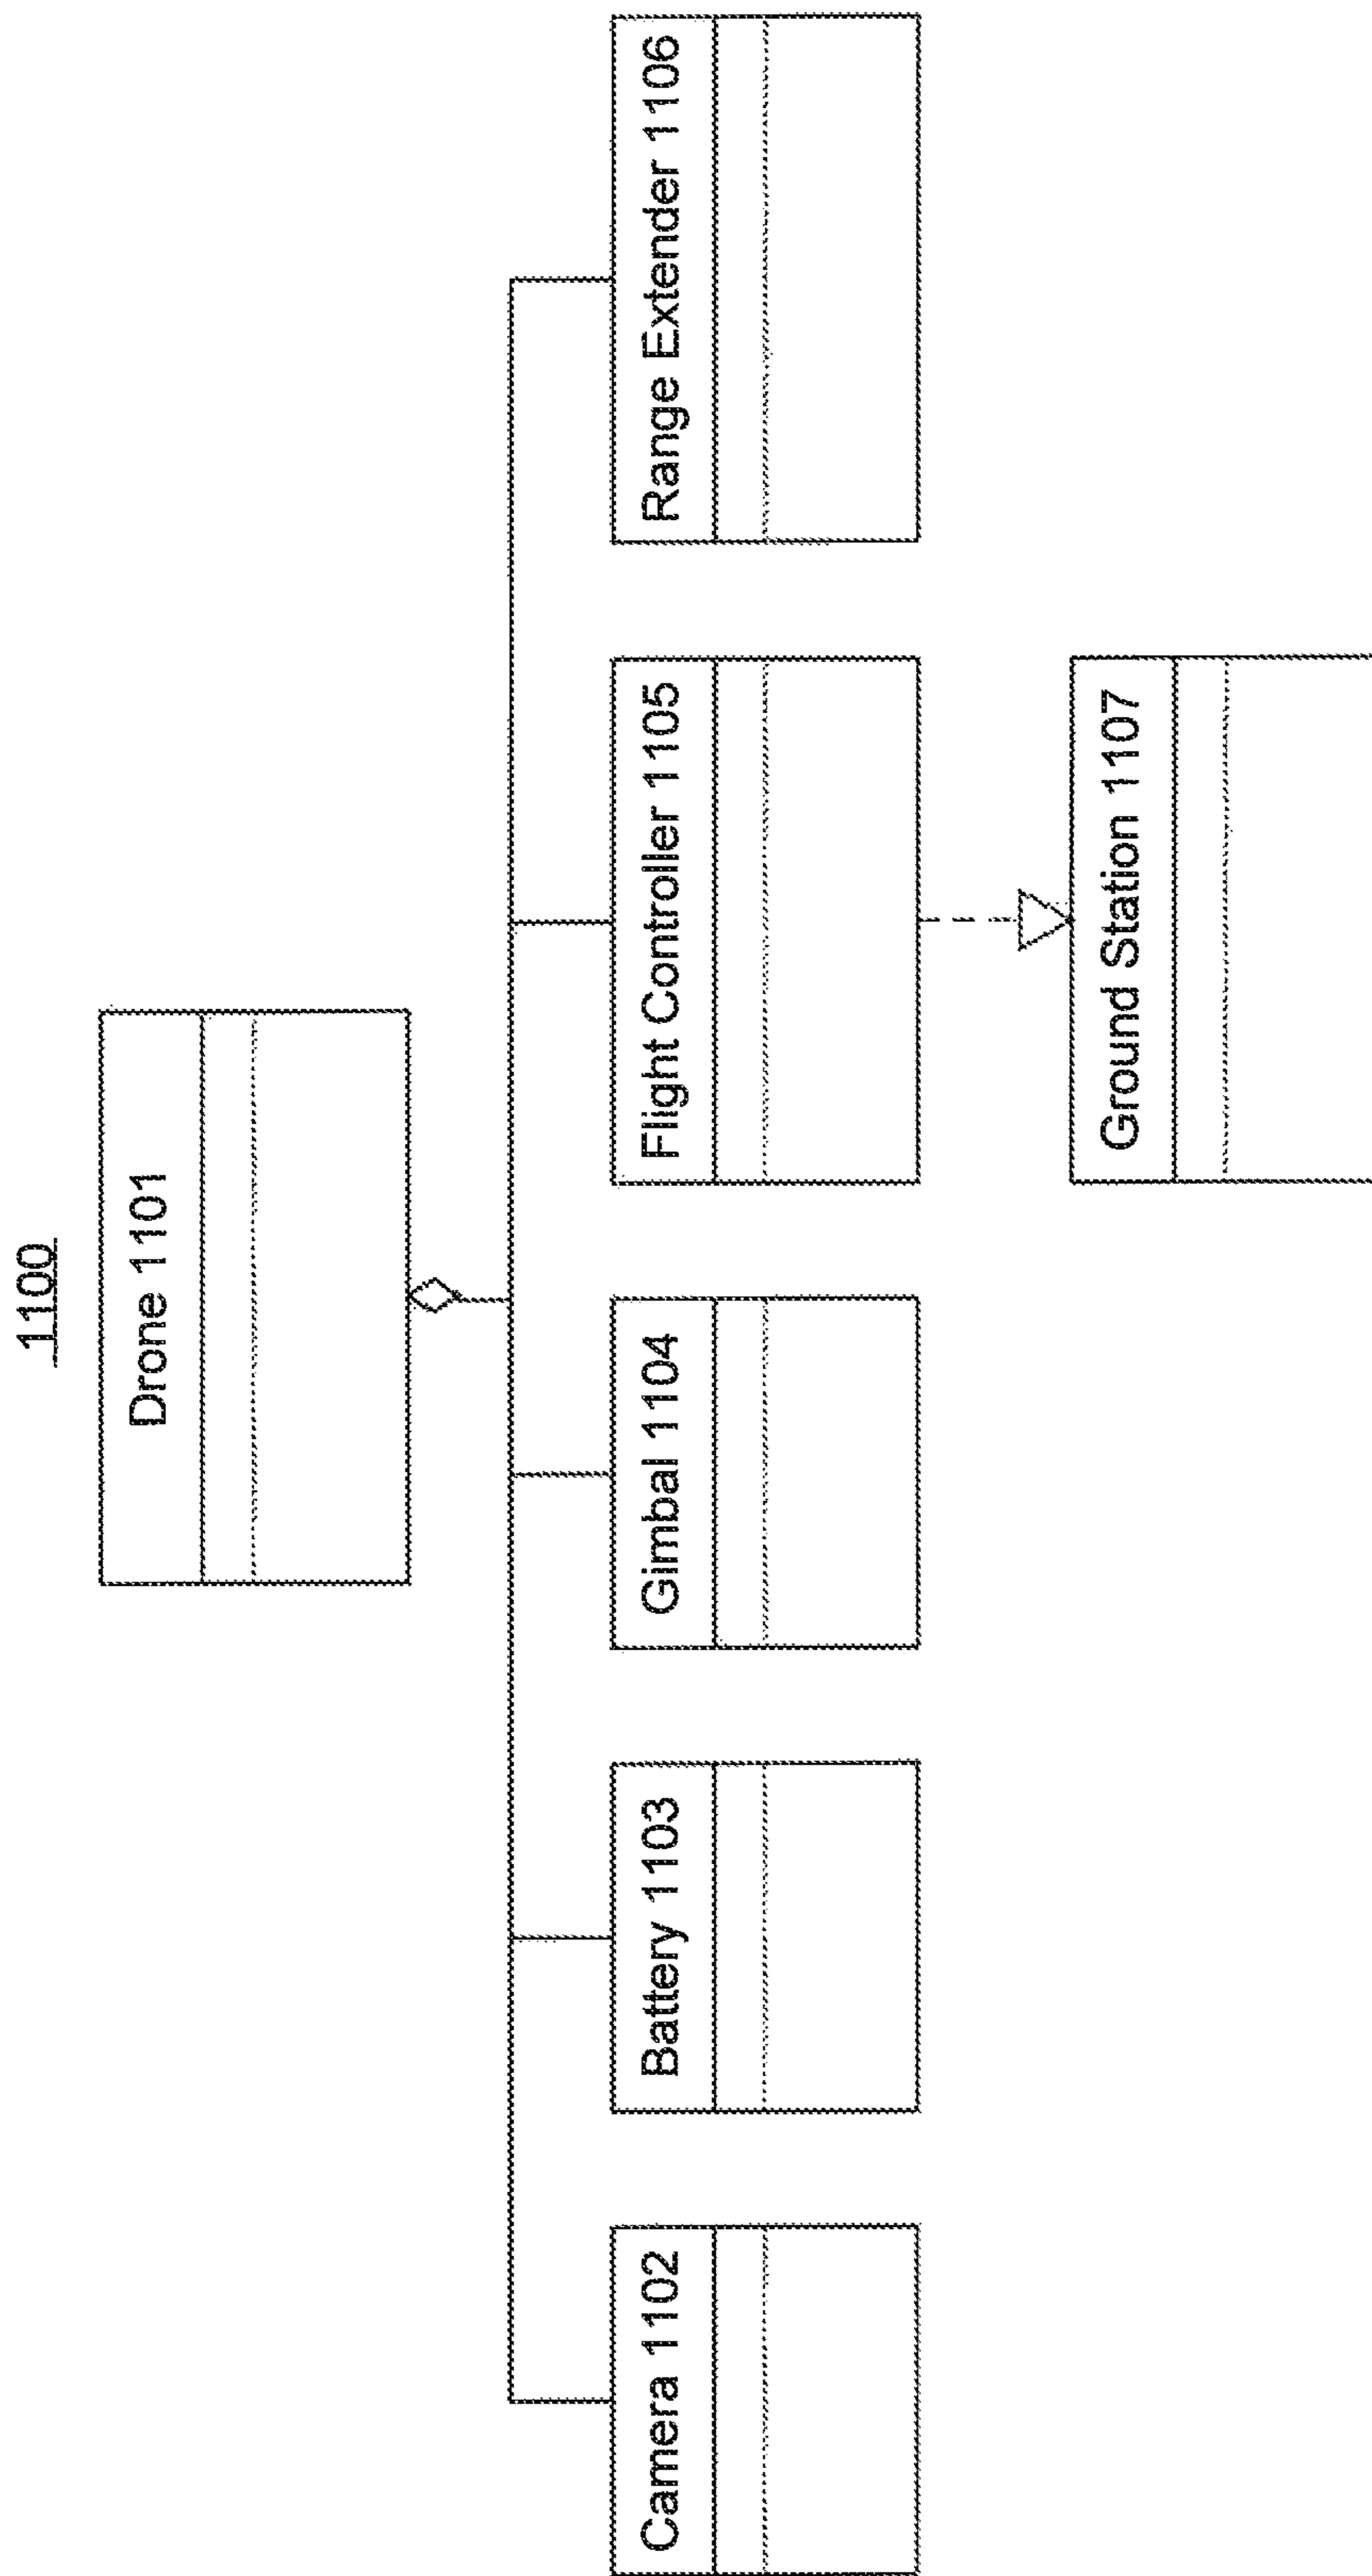 1100
Drone 1101
Camera 1102
Battery 1103
Gimbal 1104
Flight Controller 1105
Range Extender 1106
Ground Station 1107